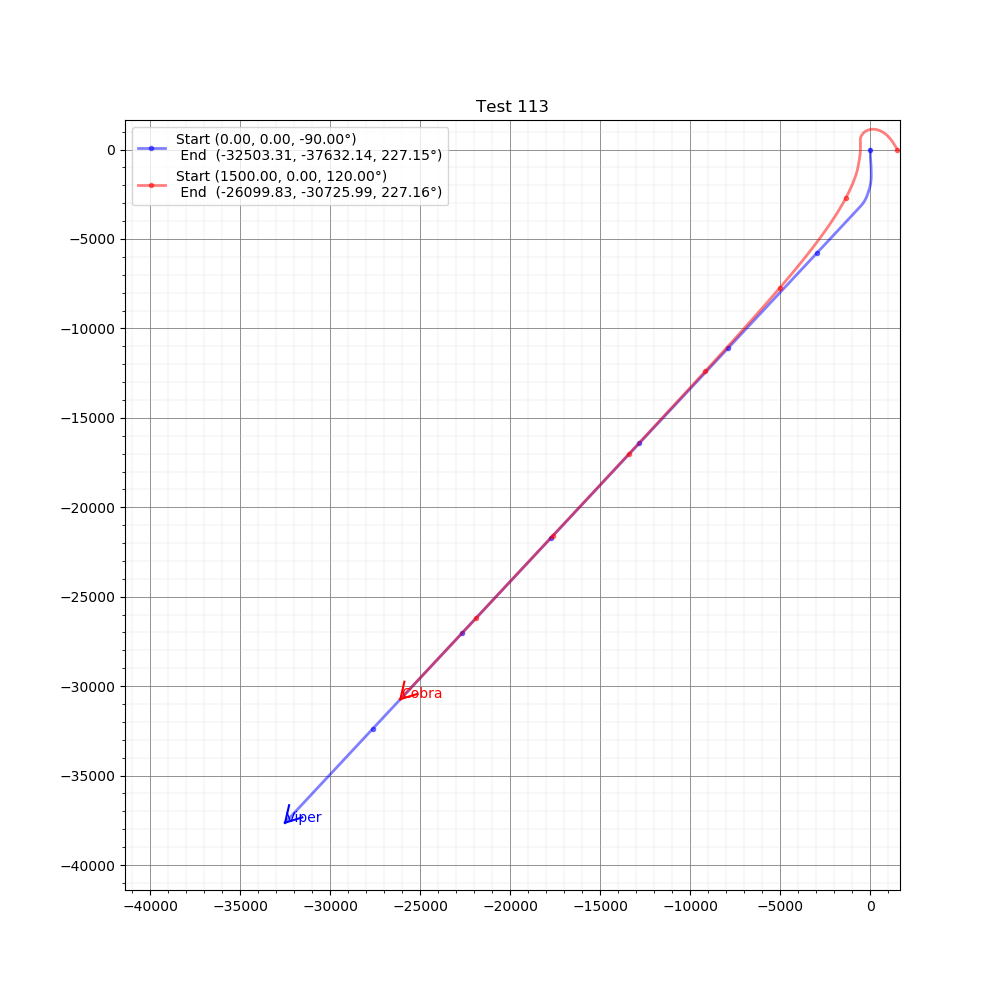 Test 113
Start (0.00, 0.00, -90.00°)
End (-32503.31, -37632.14, 227.15°)
Start (1500.00, 0.00, 120.00°)
End (-26099.83, -30725.99, 227.16°)
0
−5000
−10000
−15000
−20000
−25000
−30000
−35000
−40000
Cobra
Viper
−40000 −35000 −30000 −25000 −20000 −15000 −10000 −5000 0